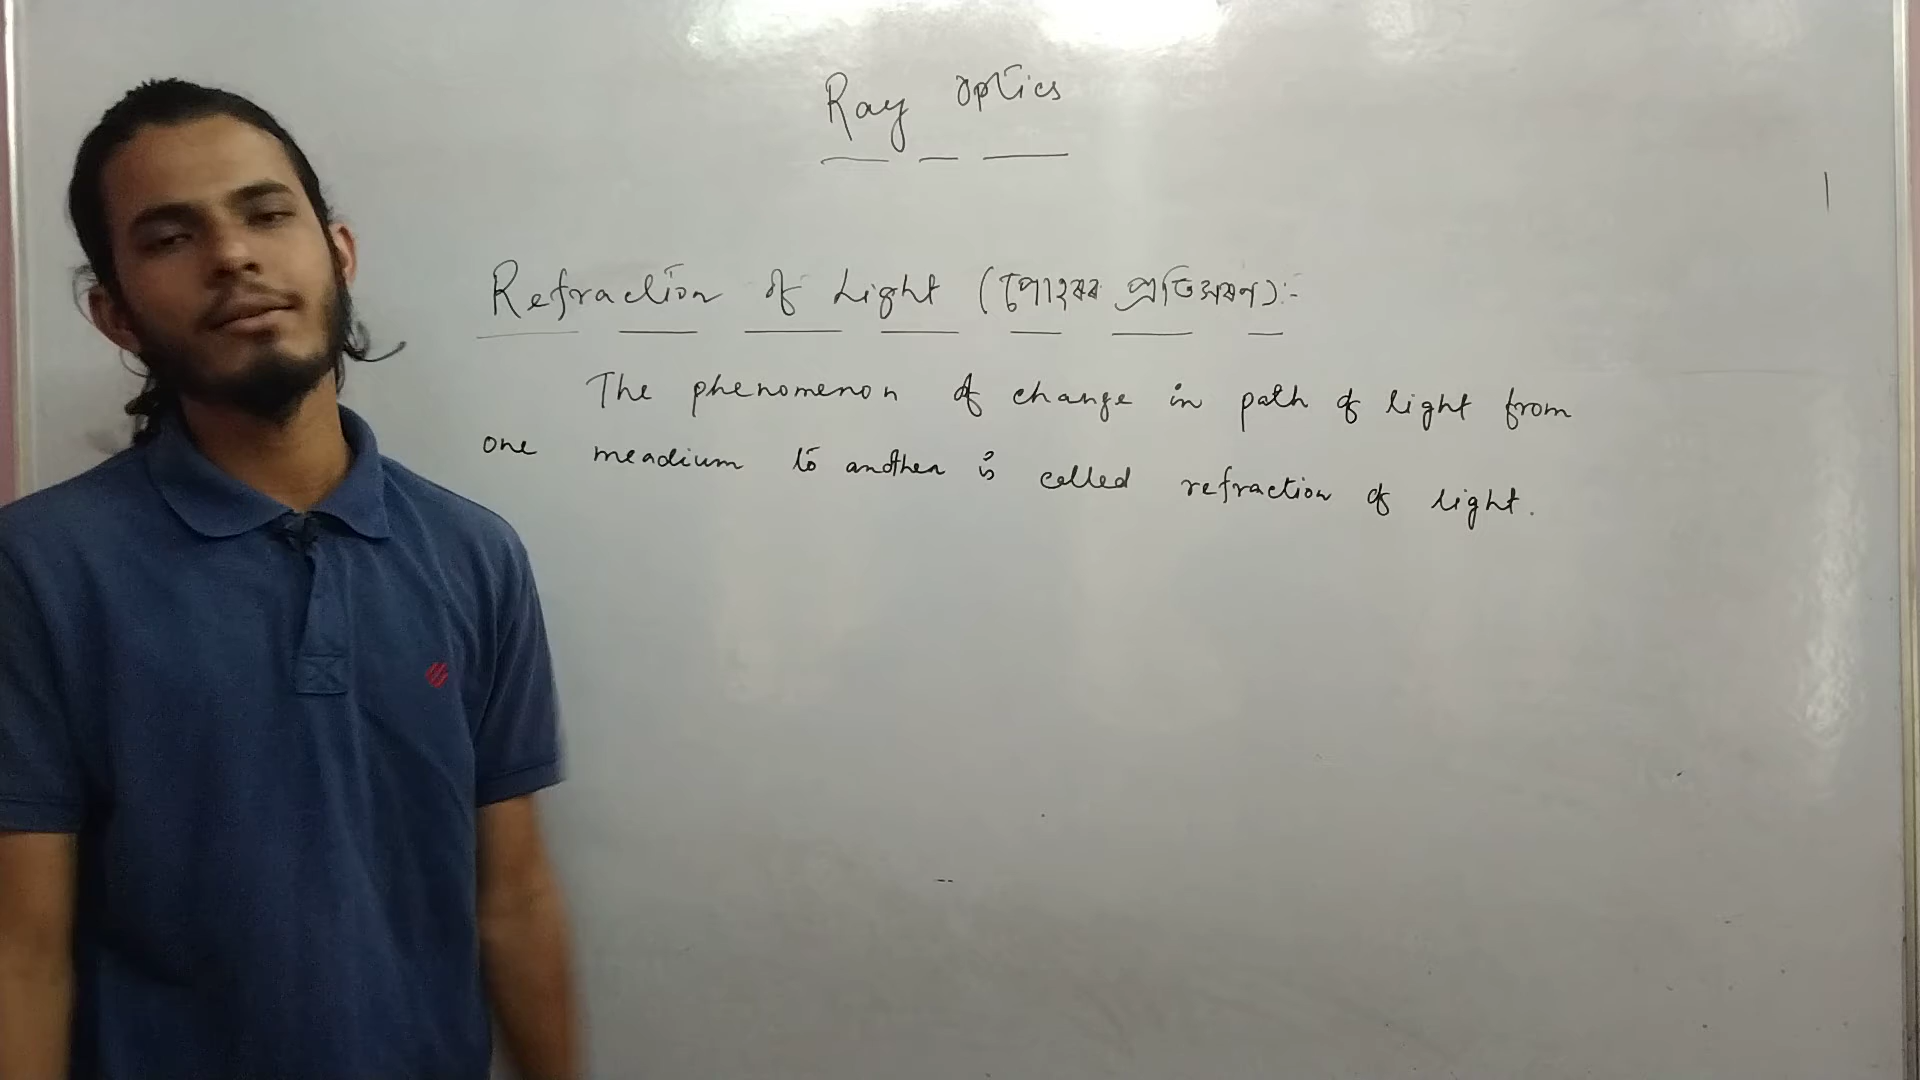 Ray optics
Refraction of Light (পোহৰৰ প্ৰতিসৰণ):-
The phenomenon of change in path of light from
one meadium to another is called refraction of light.